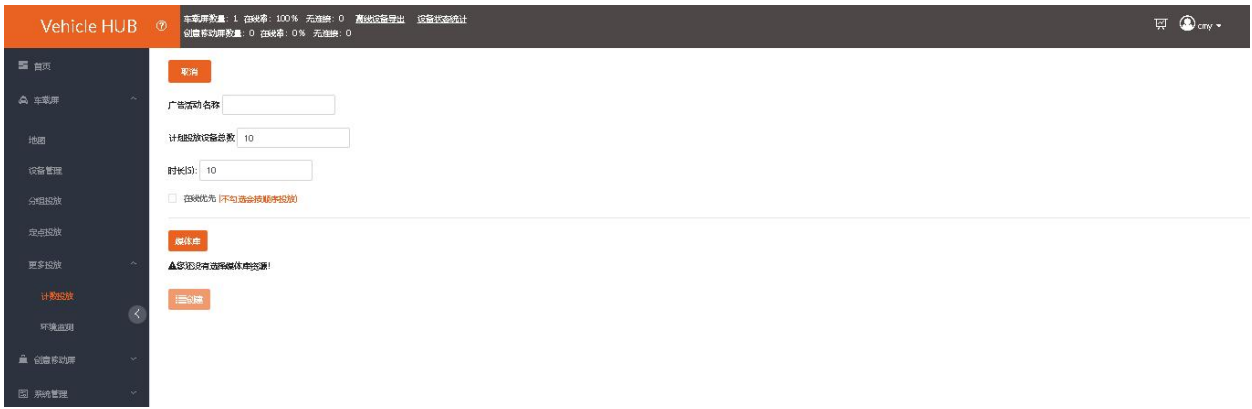 Vehicle HUB
车载屏数量: 1 在线率: 100% 无连接: 0 离线设备导出 设备状态统计
创意移动屏数量: 0 在线率: 0% 无连接: 0
cmy
首页
车载屏
地图
设备管理
分组投放
定点投放
更多投放
计数投放
环境监测
创意移动屏
系统管理
取消
广告活动名称
计划投放设备总数 10
时长(S): 10
在线优先 (不勾选会按顺序投放)
媒体库
您还没有选择媒体库资源!
创建